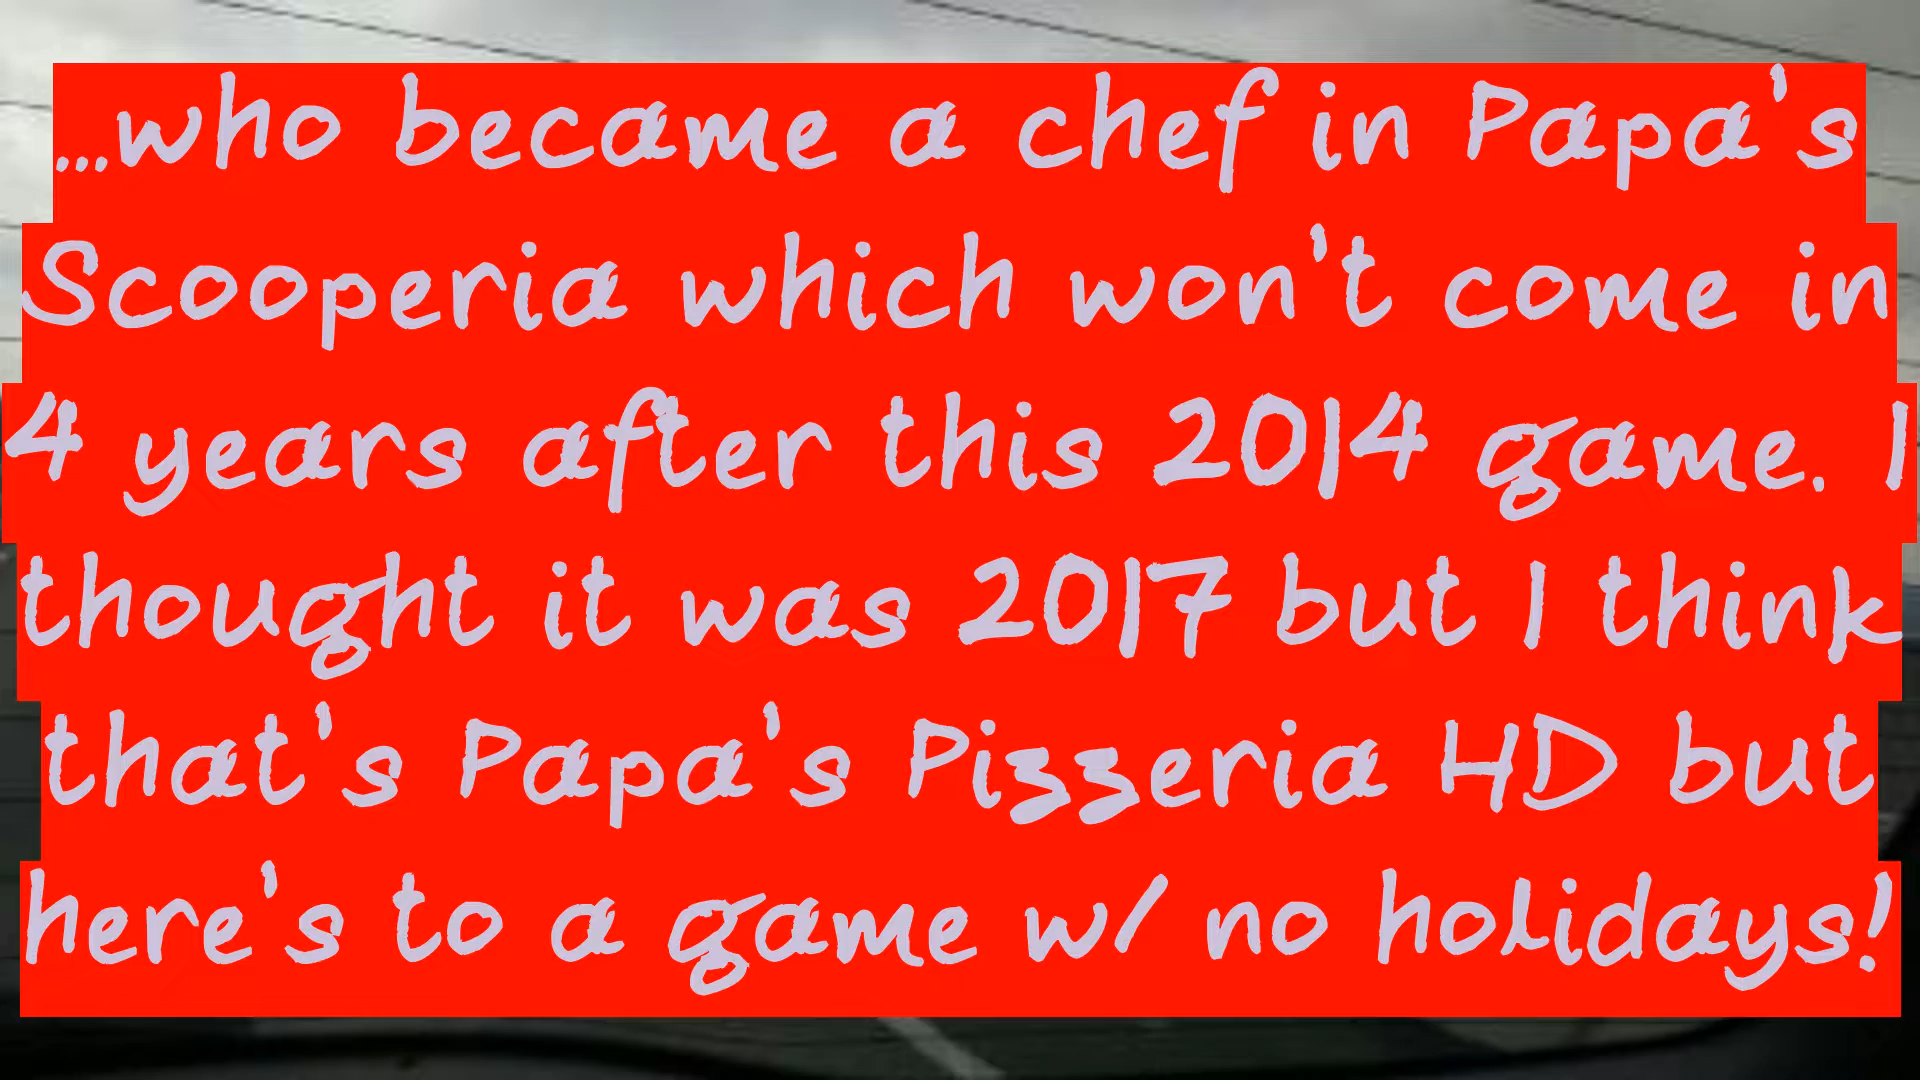 ...who became a chef in Papa's
Scooperia which won't come in
4 years after this 2014 game. I
thought it was 2017 but I think
that's Papa's Pizzeria HD but
here's to a game w/ no holidays!